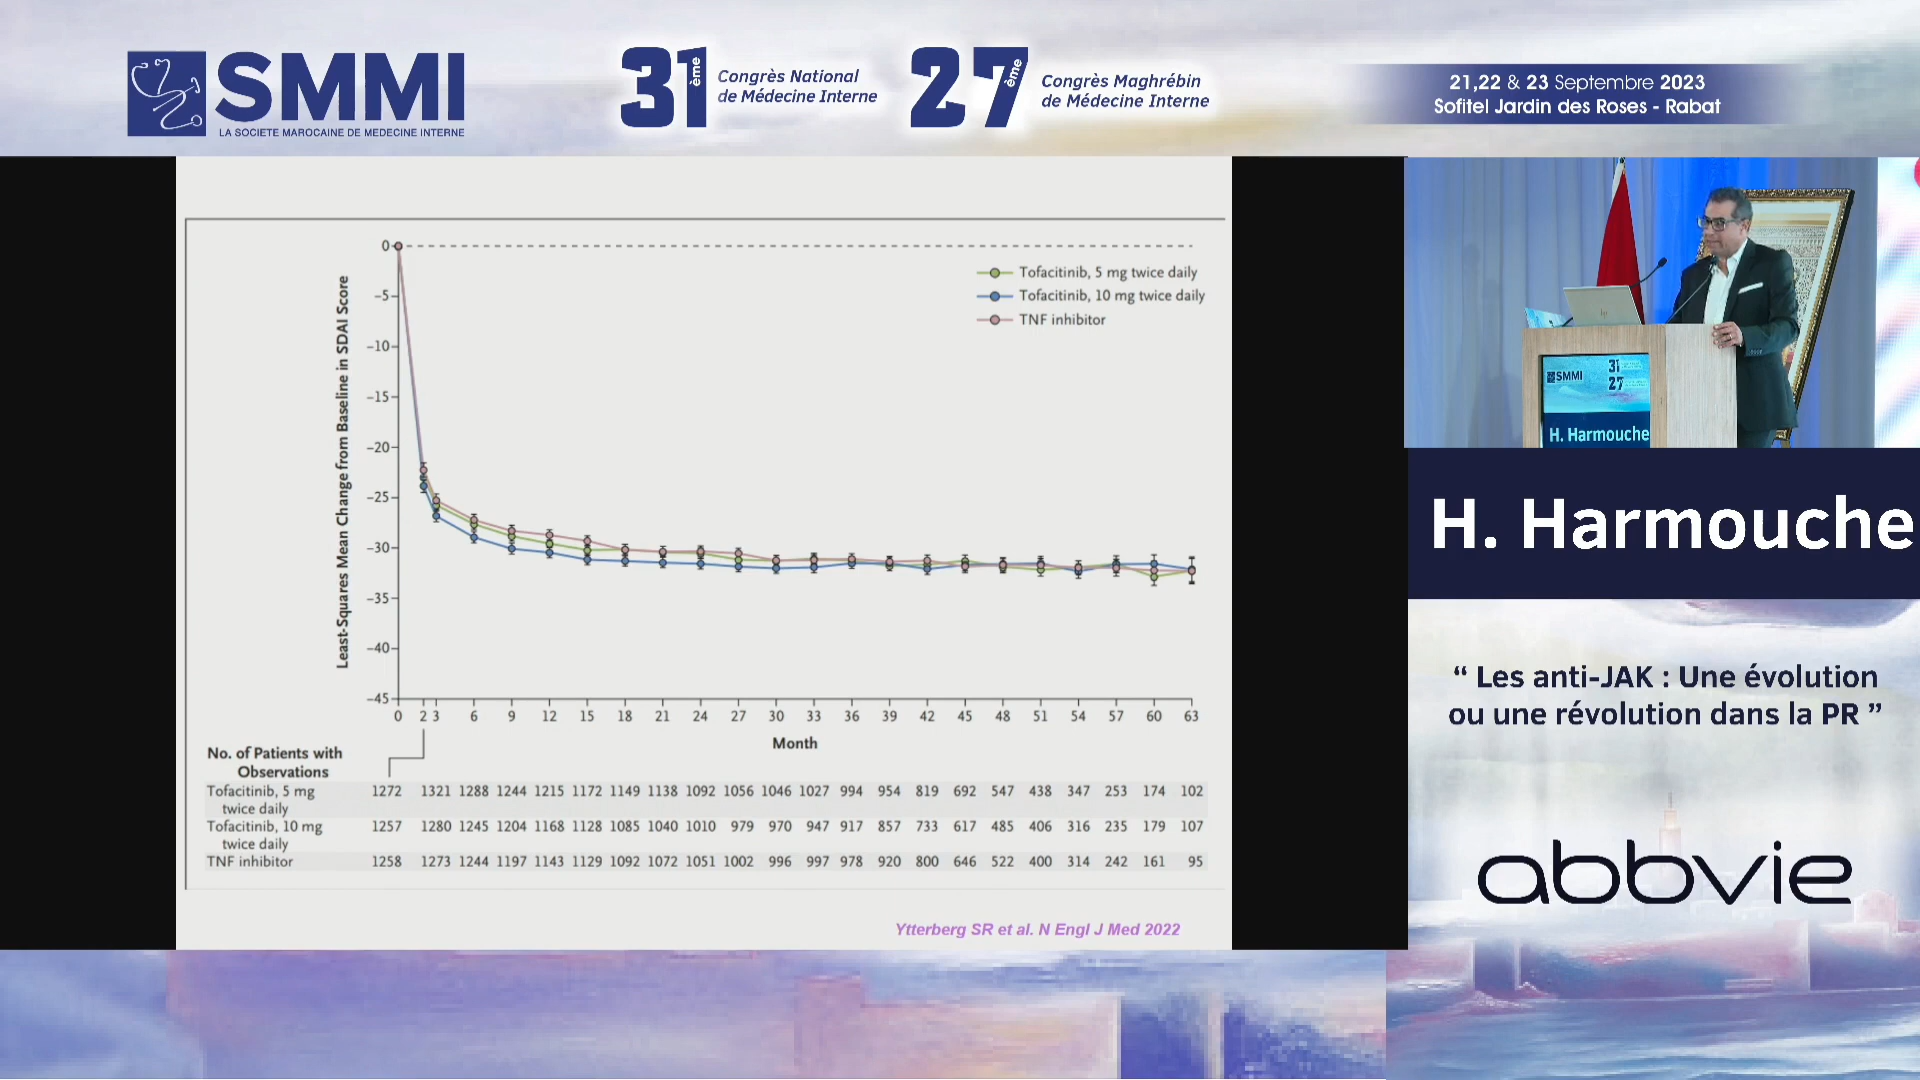 SMMI
LA SOCIETE MAROCAINE DE MEDECINE INTERNE
31ème
Congrès National
de Médecine Interne
27ème
Congrès Maghrébin
de Médecine Interne
21,22 & 23 Septembre 2023
Sofitel Jardin des Roses - Rabat
Least-Squares Mean Change from Baseline in SDAI Score
0
−5
−10
−15
−20
−25
−30
−35
−40
−45
Tofacitinib, 5 mg twice daily
Tofacitinib, 10 mg twice daily
TNF inhibitor
0 2 3 6 9 12 15 18 21 24 27 30 33 36 39 42 45 48 51 54 57 60 63
Month
No. of Patients with
Observations
Tofacitinib, 5 mg
twice daily
1272 1321 1288 1244 1215 1172 1149 1138 1092 1056 1046 1027 994 954 819 692 547 438 347 253 174 102
Tofacitinib, 10 mg
twice daily
1257 1280 1245 1204 1168 1128 1085 1040 1010 979 970 947 917 857 733 617 485 406 316 235 179 107
TNF inhibitor
1258 1273 1244 1197 1143 1129 1092 1072 1051 1002 996 997 978 920 800 646 522 400 314 242 161 95
Ytterberg SR et al. N Engl J Med 2022
SMMI
31
27
H. Harmouche
H. Harmouche
“ Les anti-JAK : Une évolution
ou une révolution dans la PR ”
abbvie